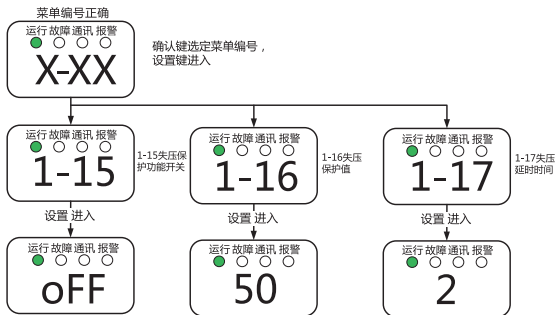 菜单编号正确
运行 故障 通讯 报警
X-XX
确认键选定菜单编号，
设置键进入
运行 故障 通讯 报警
1-15
1-15失压保
护功能开关
运行 故障 通讯 报警
1-16
1-16失压
保护值
运行 故障 通讯 报警
1-17
1-17失压
延时时间
设置 进入
设置 进入
设置 进入
运行 故障 通讯 报警
oFF
运行 故障 通讯 报警
50
运行 故障 通讯 报警
2